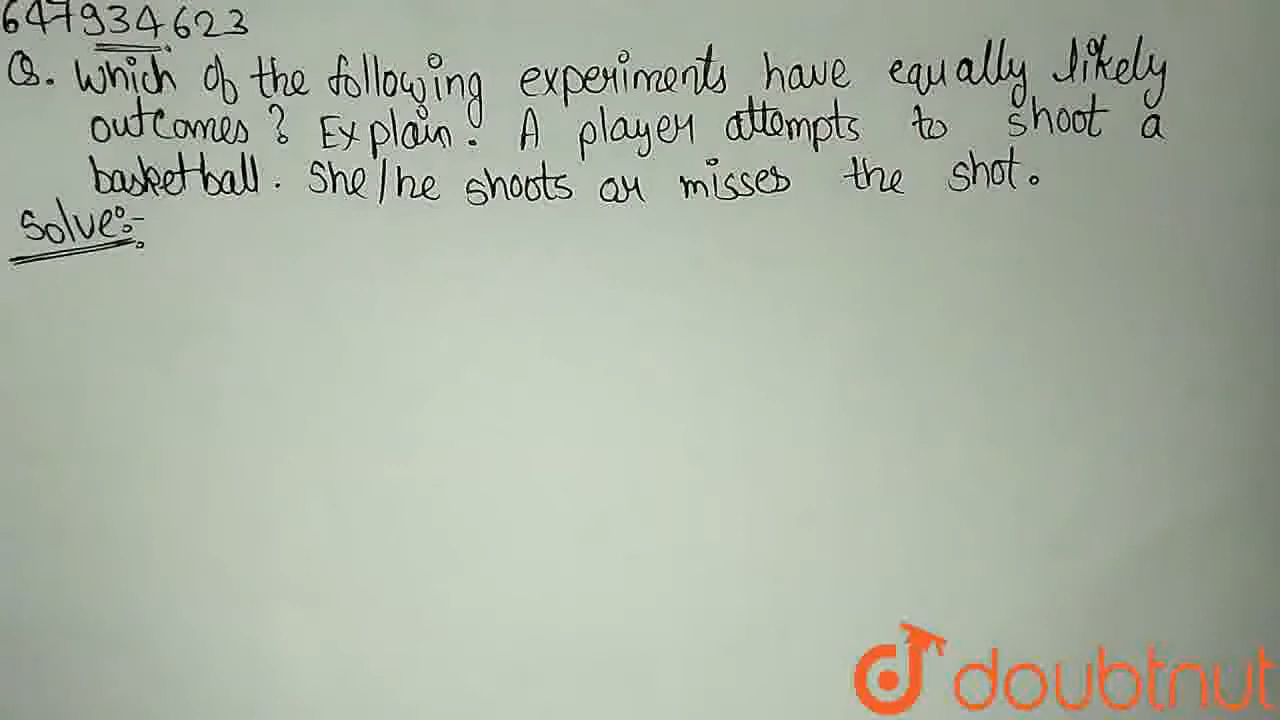 647934623
Q. Which of the following experiments have equally likely
outcomes? Explain. A player attempts to shoot a
basketball. She/he shoots or misses the shot.
Solve:-
doubtnut